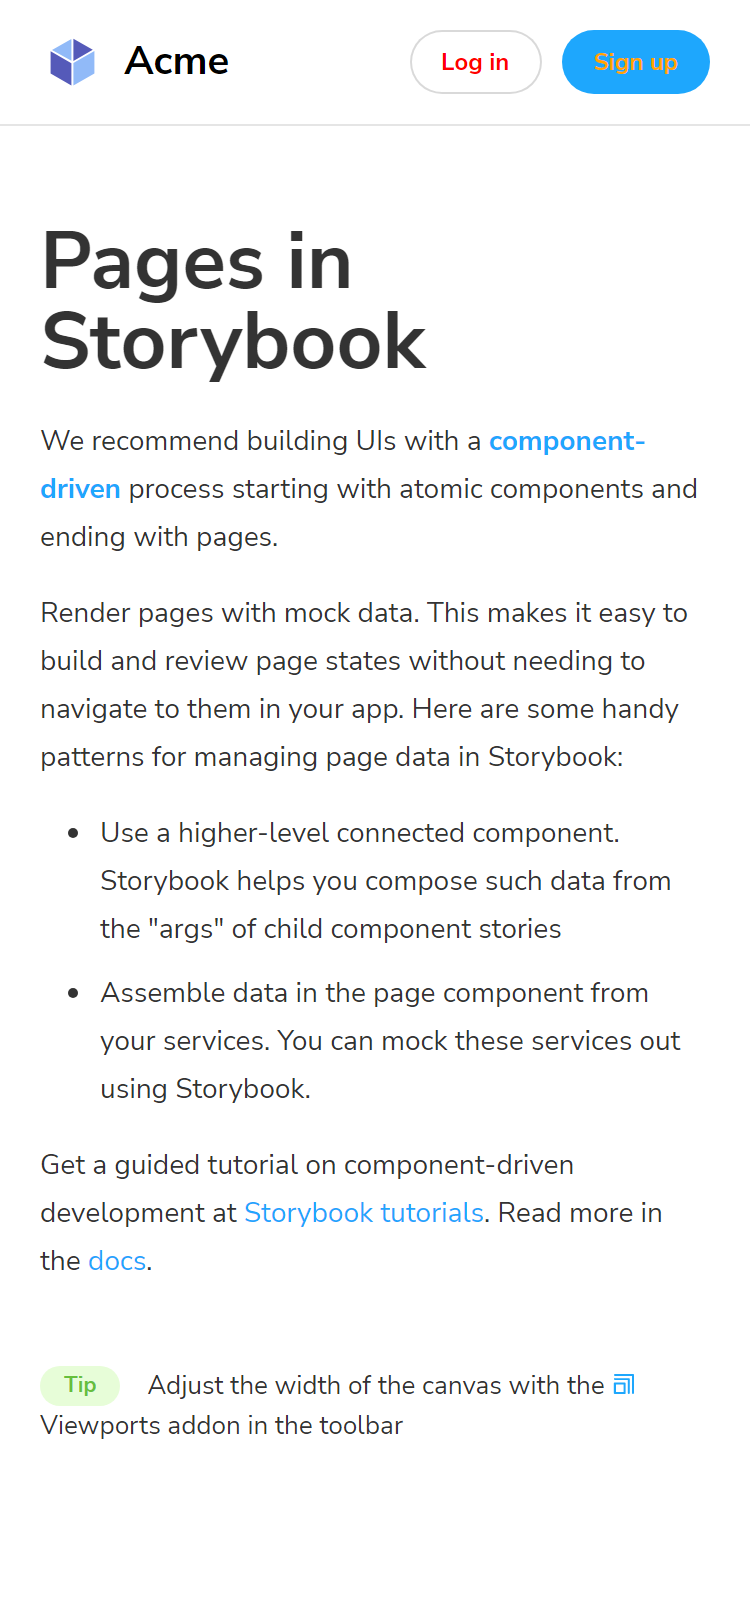 Acme
Log in
Sign up
Pages in
Storybook
We recommend building UIs with a component-
driven process starting with atomic components and
ending with pages.
Render pages with mock data. This makes it easy to
build and review page states without needing to
navigate to them in your app. Here are some handy
patterns for managing page data in Storybook:
Use a higher-level connected component.
Storybook helps you compose such data from
the "args" of child component stories
Assemble data in the page component from
your services. You can mock these services out
using Storybook.
Get a guided tutorial on component-driven
development at Storybook tutorials. Read more in
the docs.
Tip Adjust the width of the canvas with the
Viewports addon in the toolbar